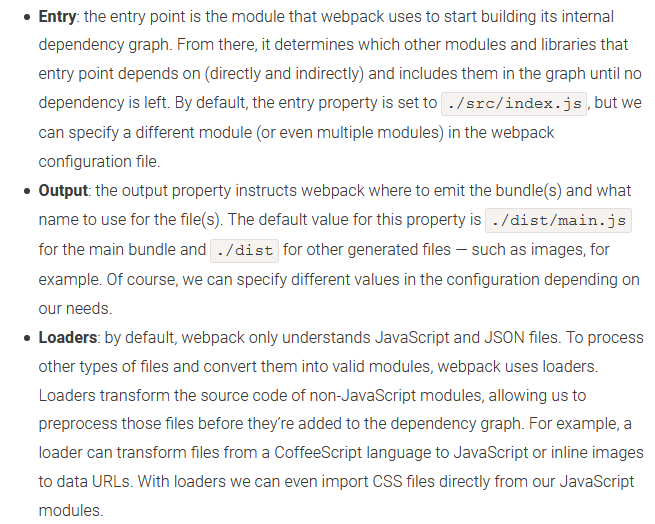 • Entry: the entry point is the module that webpack uses to start building its internal
dependency graph. From there, it determines which other modules and libraries that
entry point depends on (directly and indirectly) and includes them in the graph until no
dependency is left. By default, the entry property is set to ./src/index.js, but we
can specify a different module (or even multiple modules) in the webpack
configuration file.
• Output: the output property instructs webpack where to emit the bundle(s) and what
name to use for the file(s). The default value for this property is ./dist/main.js
for the main bundle and ./dist for other generated files — such as images, for
example. Of course, we can specify different values in the configuration depending on
our needs.
• Loaders: by default, webpack only understands JavaScript and JSON files. To process
other types of files and convert them into valid modules, webpack uses loaders.
Loaders transform the source code of non-JavaScript modules, allowing us to
preprocess those files before they’re added to the dependency graph. For example, a
loader can transform files from a CoffeeScript language to JavaScript or inline images
to data URLs. With loaders we can even import CSS files directly from our JavaScript
modules.